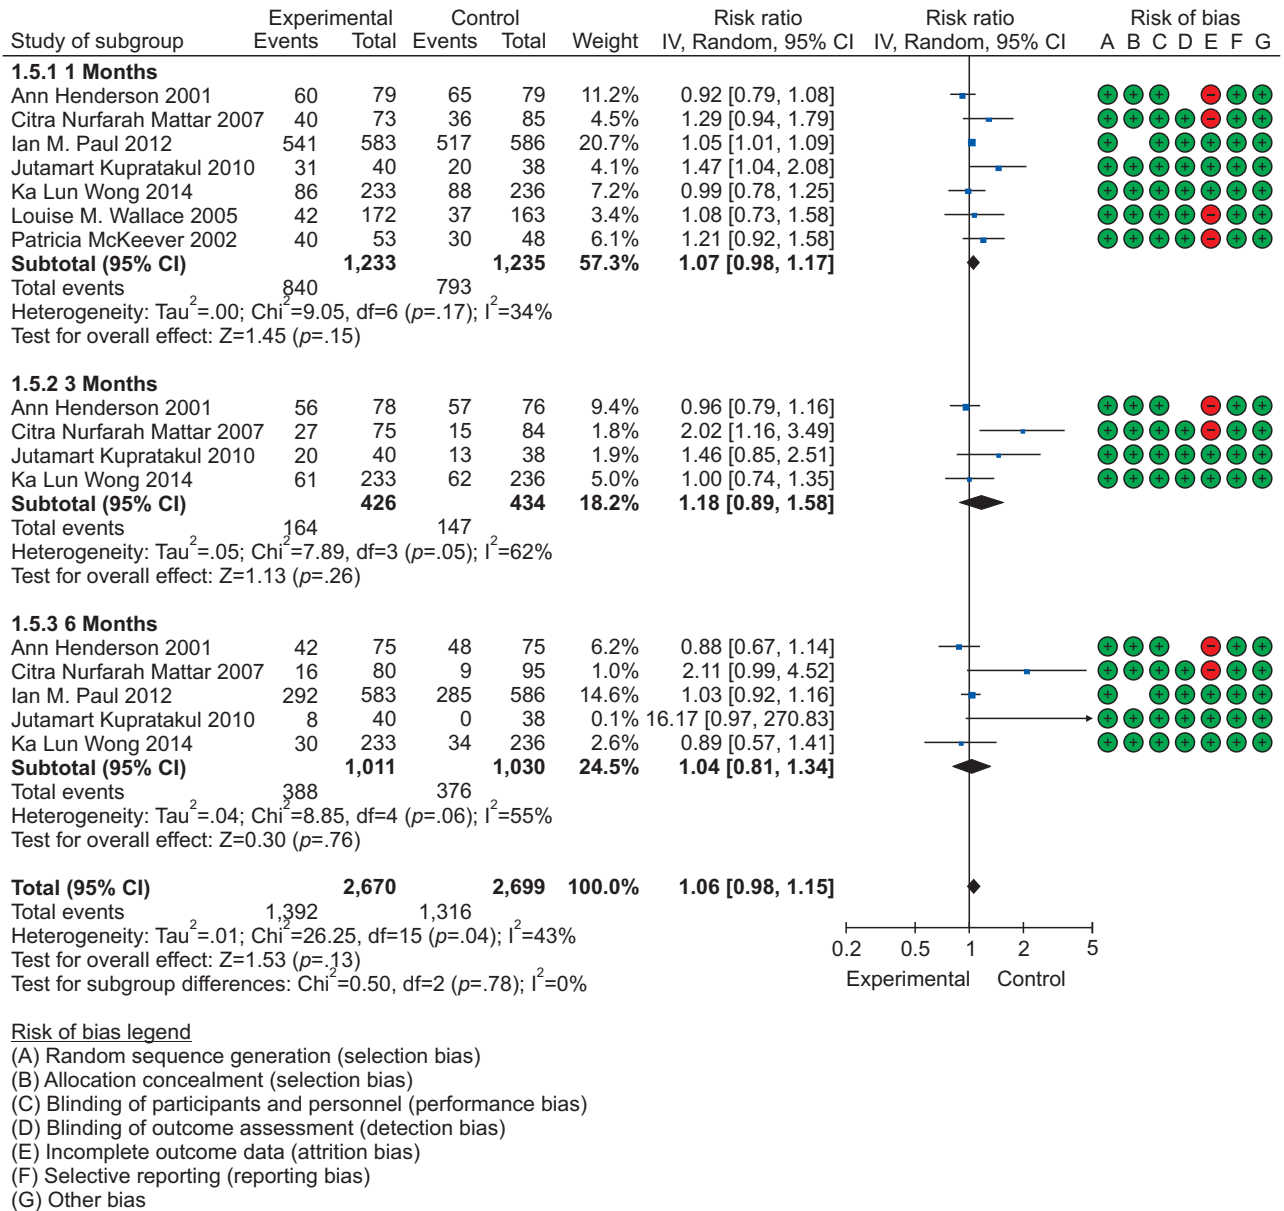 Experimental Control Risk ratio Risk ratio Risk of bias
Study of subgroup Events Total Events Total Weight IV, Random, 95% CI IV, Random, 95% CI A B C D E F G
1.5.1 1 Months
Ann Henderson 2001 60 79 65 79 11.2% 0.92 [0.79, 1.08] + + + − + +
Citra Nurfarah Mattar 2007 40 73 36 85 4.5% 1.29 [0.94, 1.79] + + + + − + +
Ian M. Paul 2012 541 583 517 586 20.7% 1.05 [1.01, 1.09] + + + + + +
Jutamart Kupratakul 2010 31 40 20 38 4.1% 1.47 [1.04, 2.08] + + + + + + +
Ka Lun Wong 2014 86 233 88 236 7.2% 0.99 [0.78, 1.25] + + + + + + +
Louise M. Wallace 2005 42 172 37 163 3.4% 1.08 [0.73, 1.58] + + + + − + +
Patricia McKeever 2002 40 53 30 48 6.1% 1.21 [0.92, 1.58] + + + + − + +
Subtotal (95% CI) 1,233 1,235 57.3% 1.07 [0.98, 1.17]
Total events 840 793
Heterogeneity: Tau²=.00; Chi²=9.05, df=6 (p=.17); I²=34%
Test for overall effect: Z=1.45 (p=.15)
1.5.2 3 Months
Ann Henderson 2001 56 78 57 76 9.4% 0.96 [0.79, 1.16] + + + − + +
Citra Nurfarah Mattar 2007 27 75 15 84 1.8% 2.02 [1.16, 3.49] + + + + − + +
Jutamart Kupratakul 2010 20 40 13 38 1.9% 1.46 [0.85, 2.51] + + + + + + +
Ka Lun Wong 2014 61 233 62 236 5.0% 1.00 [0.74, 1.35] + + + + + + +
Subtotal (95% CI) 426 434 18.2% 1.18 [0.89, 1.58]
Total events 164 147
Heterogeneity: Tau²=.05; Chi²=7.89, df=3 (p=.05); I²=62%
Test for overall effect: Z=1.13 (p=.26)
1.5.3 6 Months
Ann Henderson 2001 42 75 48 75 6.2% 0.88 [0.67, 1.14] + + + − + +
Citra Nurfarah Mattar 2007 16 80 9 95 1.0% 2.11 [0.99, 4.52] + + + + − + +
Ian M. Paul 2012 292 583 285 586 14.6% 1.03 [0.92, 1.16] + + + + + +
Jutamart Kupratakul 2010 8 40 0 38 0.1% 16.17 [0.97, 270.83] + + + + + + +
Ka Lun Wong 2014 30 233 34 236 2.6% 0.89 [0.57, 1.41] + + + + + + +
Subtotal (95% CI) 1,011 1,030 24.5% 1.04 [0.81, 1.34]
Total events 388 376
Heterogeneity: Tau²=.04; Chi²=8.85, df=4 (p=.06); I²=55%
Test for overall effect: Z=0.30 (p=.76)
Total (95% CI) 2,670 2,699 100.0% 1.06 [0.98, 1.15]
Total events 1,392 1,316
Heterogeneity: Tau²=.01; Chi²=26.25, df=15 (p=.04); I²=43%
Test for overall effect: Z=1.53 (p=.13)
Test for subgroup differences: Chi²=0.50, df=2 (p=.78); I²=0%
0.2 0.5 1 2 5
Experimental Control
Risk of bias legend
(A) Random sequence generation (selection bias)
(B) Allocation concealment (selection bias)
(C) Blinding of participants and personnel (performance bias)
(D) Blinding of outcome assessment (detection bias)
(E) Incomplete outcome data (attrition bias)
(F) Selective reporting (reporting bias)
(G) Other bias